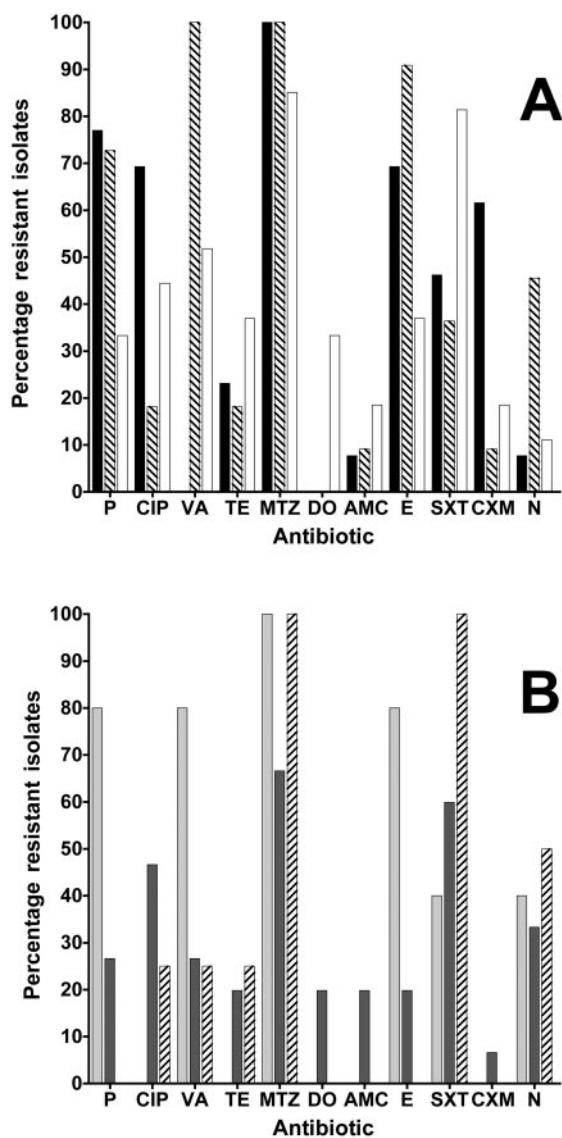 A
Percentage resistant isolates
100
90
80
70
60
50
40
30
20
10
0
P CIP VA TE MTZ DO AMC E SXT CXM N
Antibiotic
B
Percentage resistant isolates
100
90
80
70
60
50
40
30
20
10
0
P CIP VA TE MTZ DO AMC E SXT CXM N
Antibiotic